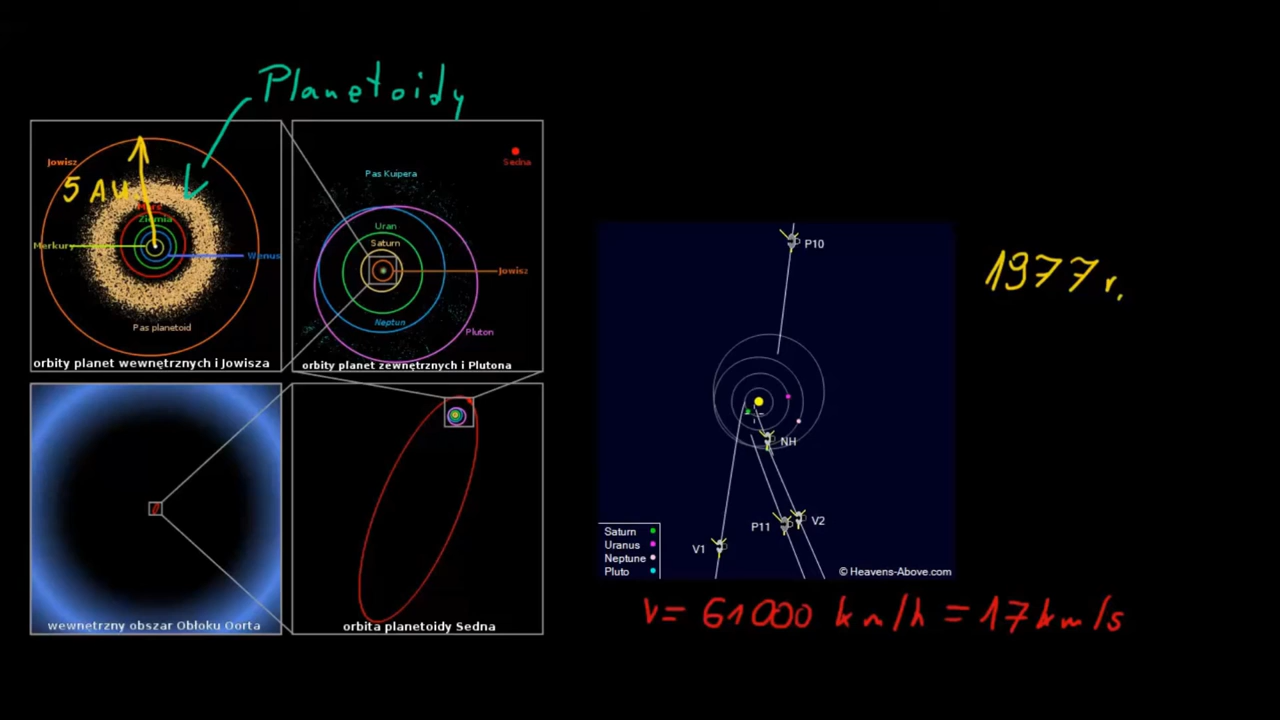 Planetoidy
Jowisz
5 AU
Mars
Ziemia
Merkury
Wenus
Pas planetoid
orbity planet wewnętrznych i Jowisza
Sedna
Pas Kuipera
Uran
Saturn
Jowisz
Neptun
Pluton
orbity planet zewnętrznych i Plutona
wewnętrzny obszar Obłoku Oorta
orbita planetoidy Sedna
P10
1977 r.
NH
P11
V2
V1
Saturn
Uranus
Neptune
Pluto
© Heavens-Above.com
v= 61000 km/h = 17 km/s